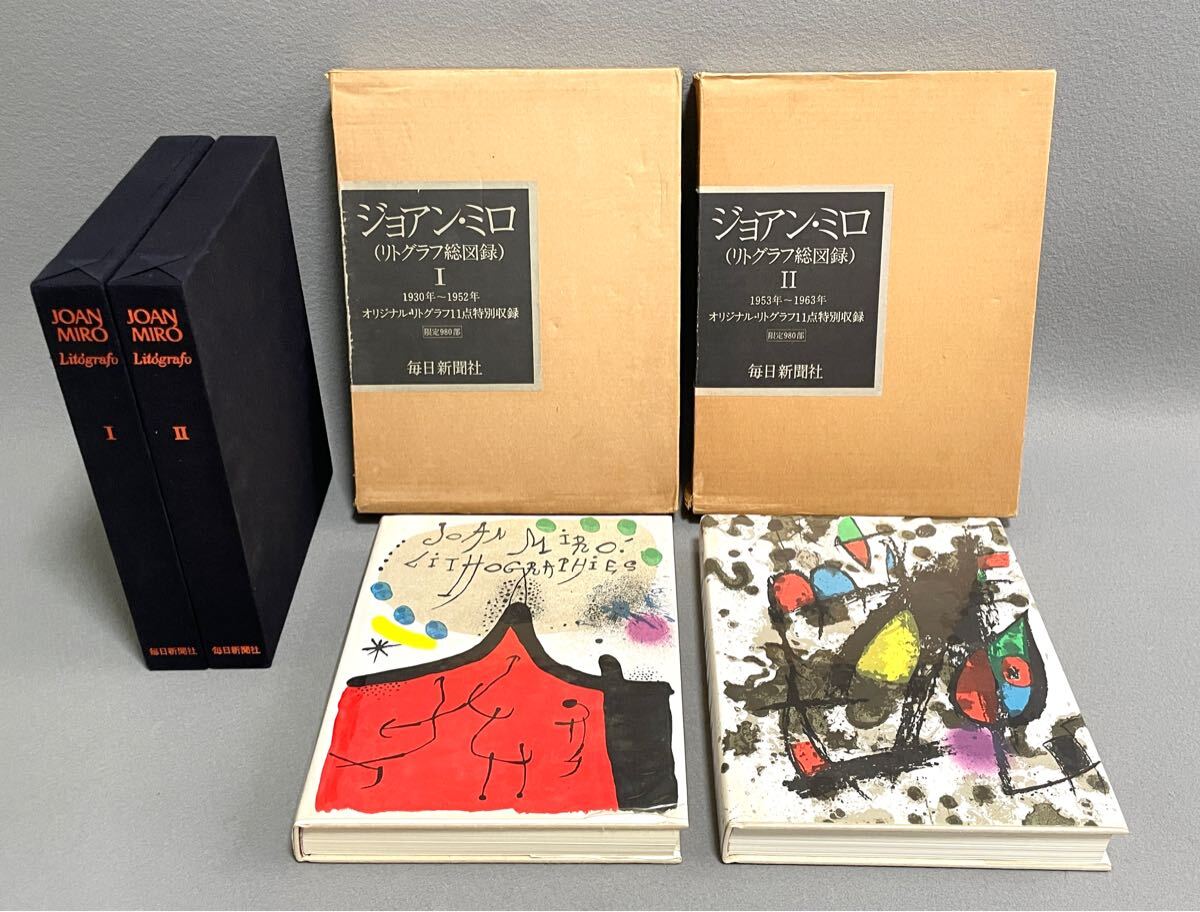 JOAN
MIRÓ
Litógrafo
I
毎日新聞社
JOAN
MIRÓ
Litógrafo
II
毎日新聞社
ジョアン・ミロ
(リトグラフ総図録)
I
1930年～1952年
オリジナル・リトグラフ11点特別収録
限定980部
毎日新聞社
ジョアン・ミロ
(リトグラフ総図録)
II
1953年～1963年
オリジナル・リトグラフ11点特別収録
限定980部
毎日新聞社
JOAN MIRÓ:
LITHOGRAPHIES
I